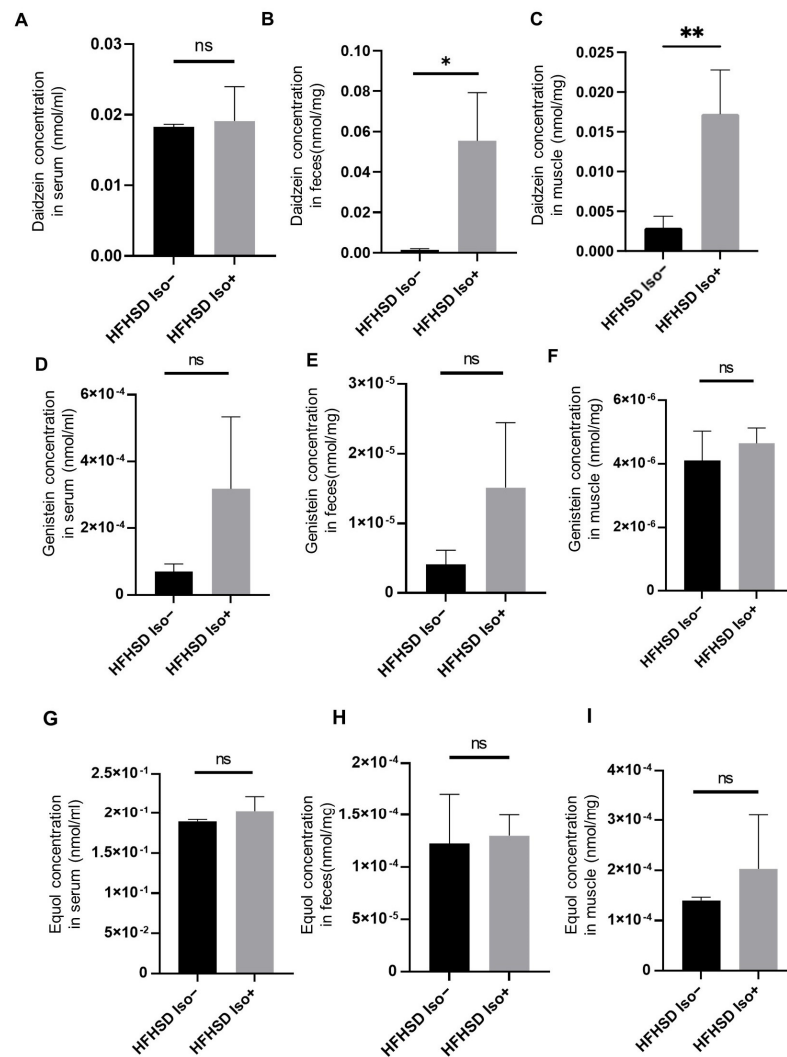 A
ns
Daidzein concentration
in serum (nmol/ml)
0.03
0.02
0.01
0.00
HFHSD Iso−
HFHSD Iso+
B
*
Daidzein concentration
in feces(nmol/mg)
0.10
0.08
0.06
0.04
0.02
0.00
HFHSD Iso−
HFHSD Iso+
C
**
Daidzein concentration
in muscle (nmol/mg)
0.025
0.020
0.015
0.010
0.005
0.000
HFHSD Iso−
HFHSD Iso+
D
ns
Genistein concentration
in serum (nmol/ml)
6×10⁻⁴
4×10⁻⁴
2×10⁻⁴
0
HFHSD Iso−
HFHSD Iso+
E
ns
Genistein concentration
in feces(nmol/mg)
3×10⁻⁵
2×10⁻⁵
1×10⁻⁵
0
HFHSD Iso−
HFHSD Iso+
F
ns
Genistein concentration
in muscle (nmol/mg)
6×10⁻⁶
4×10⁻⁶
2×10⁻⁶
0
HFHSD Iso−
HFHSD Iso+
G
ns
Equol concentration
in serum (nmol/ml)
2.5×10⁻¹
2×10⁻¹
1.5×10⁻¹
1×10⁻¹
5×10⁻²
0
HFHSD Iso−
HFHSD Iso+
H
ns
Equol concentration
in feces(nmol/mg)
2×10⁻⁴
1.5×10⁻⁴
1×10⁻⁴
5×10⁻⁵
0
HFHSD Iso−
HFHSD Iso+
I
ns
Equol concentration
in muscle (nmol/mg)
4×10⁻⁴
3×10⁻⁴
2×10⁻⁴
1×10⁻⁴
0
HFHSD Iso−
HFHSD Iso+